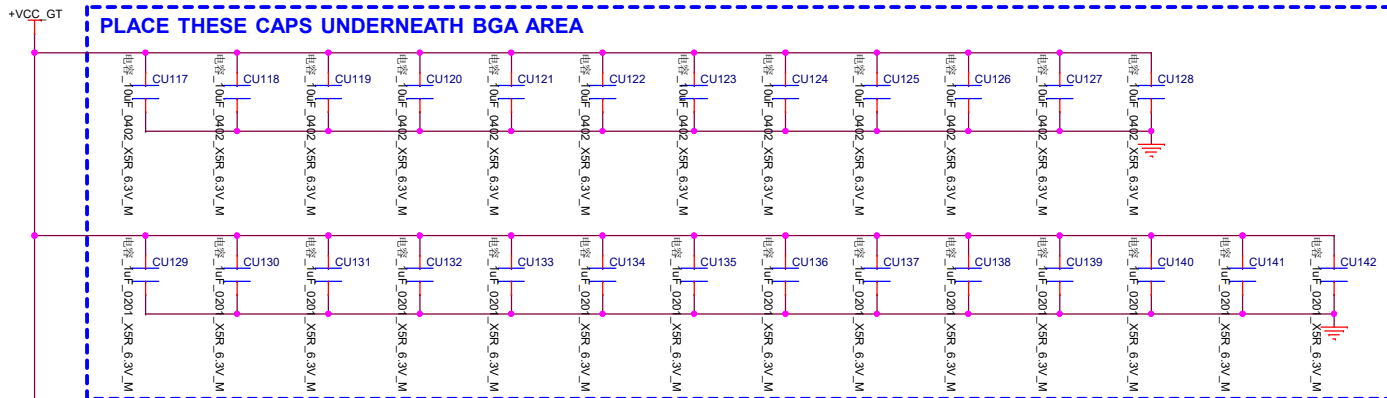 +VCC_GT
PLACE THESE CAPS UNDERNEATH BGA AREA
CU117
CU118
CU119
CU120
CU121
CU122
CU123
CU124
CU125
CU126
CU127
CU128
电容_10uF_0402_X5R_6.3V_M
电容_10uF_0402_X5R_6.3V_M
电容_10uF_0402_X5R_6.3V_M
电容_10uF_0402_X5R_6.3V_M
电容_10uF_0402_X5R_6.3V_M
电容_10uF_0402_X5R_6.3V_M
电容_10uF_0402_X5R_6.3V_M
电容_10uF_0402_X5R_6.3V_M
电容_10uF_0402_X5R_6.3V_M
电容_10uF_0402_X5R_6.3V_M
电容_10uF_0402_X5R_6.3V_M
电容_10uF_0402_X5R_6.3V_M
CU129
CU130
CU131
CU132
CU133
CU134
CU135
CU136
CU137
CU138
CU139
CU140
CU141
CU142
电容_1uF_0201_X5R_6.3V_M
电容_1uF_0201_X5R_6.3V_M
电容_1uF_0201_X5R_6.3V_M
电容_1uF_0201_X5R_6.3V_M
电容_1uF_0201_X5R_6.3V_M
电容_1uF_0201_X5R_6.3V_M
电容_1uF_0201_X5R_6.3V_M
电容_1uF_0201_X5R_6.3V_M
电容_1uF_0201_X5R_6.3V_M
电容_1uF_0201_X5R_6.3V_M
电容_1uF_0201_X5R_6.3V_M
电容_1uF_0201_X5R_6.3V_M
电容_1uF_0201_X5R_6.3V_M
电容_1uF_0201_X5R_6.3V_M